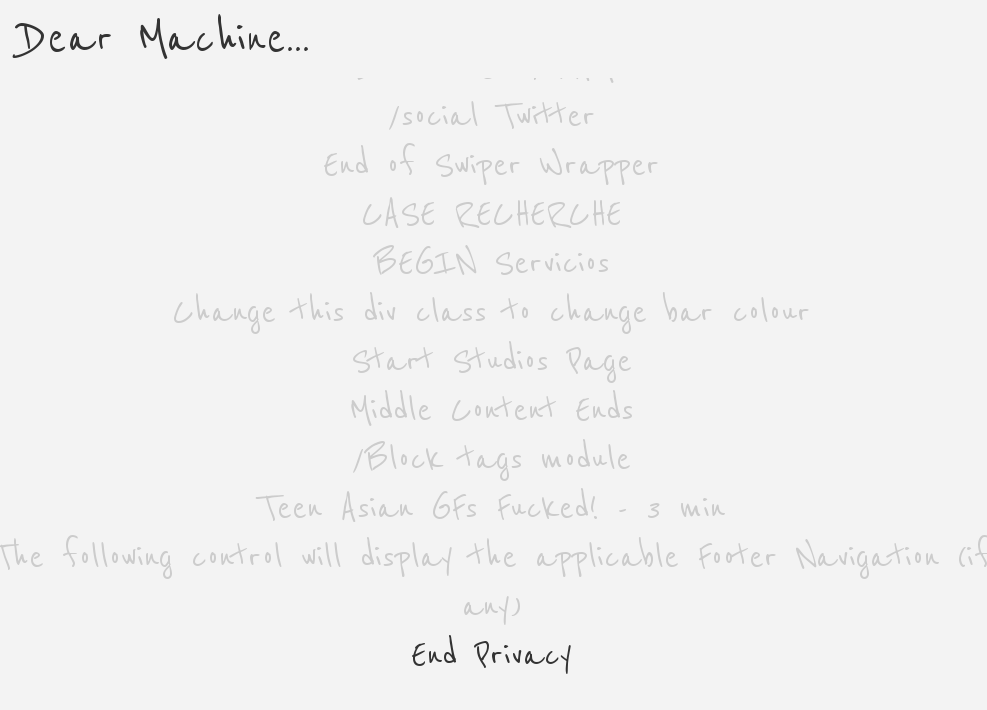 Dear Machine...
/social Twitter
End of Swiper Wrapper
CASE RECHERCHE
BEGIN Servicios
Change this div class to change bar colour
Start Studios Page
Middle Content Ends
/Block tags module
Teen Asian GFs Fucked! - 3 min
The following control will display the applicable Footer Navigation (if
any)
End Privacy